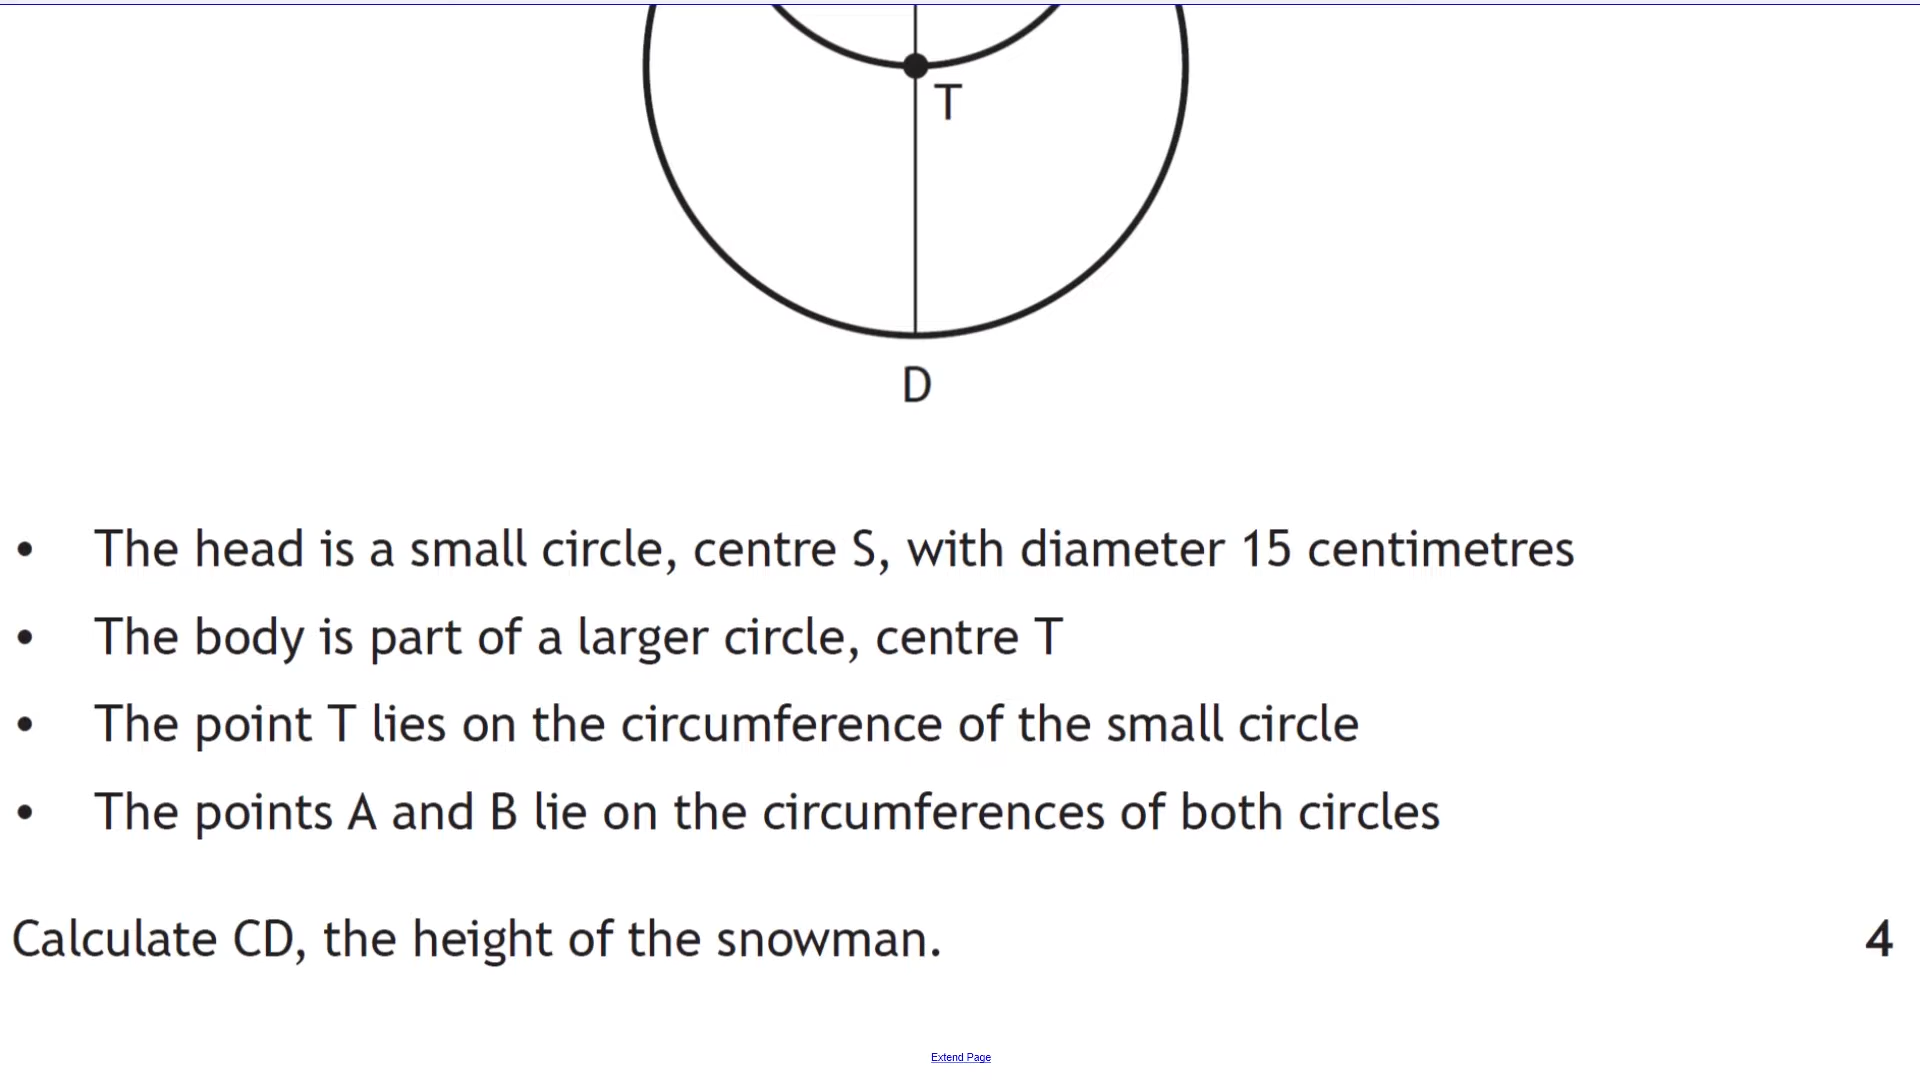 T
D
• The head is a small circle, centre S, with diameter 15 centimetres
• The body is part of a larger circle, centre T
• The point T lies on the circumference of the small circle
• The points A and B lie on the circumferences of both circles
Calculate CD, the height of the snowman. 4
Extend Page